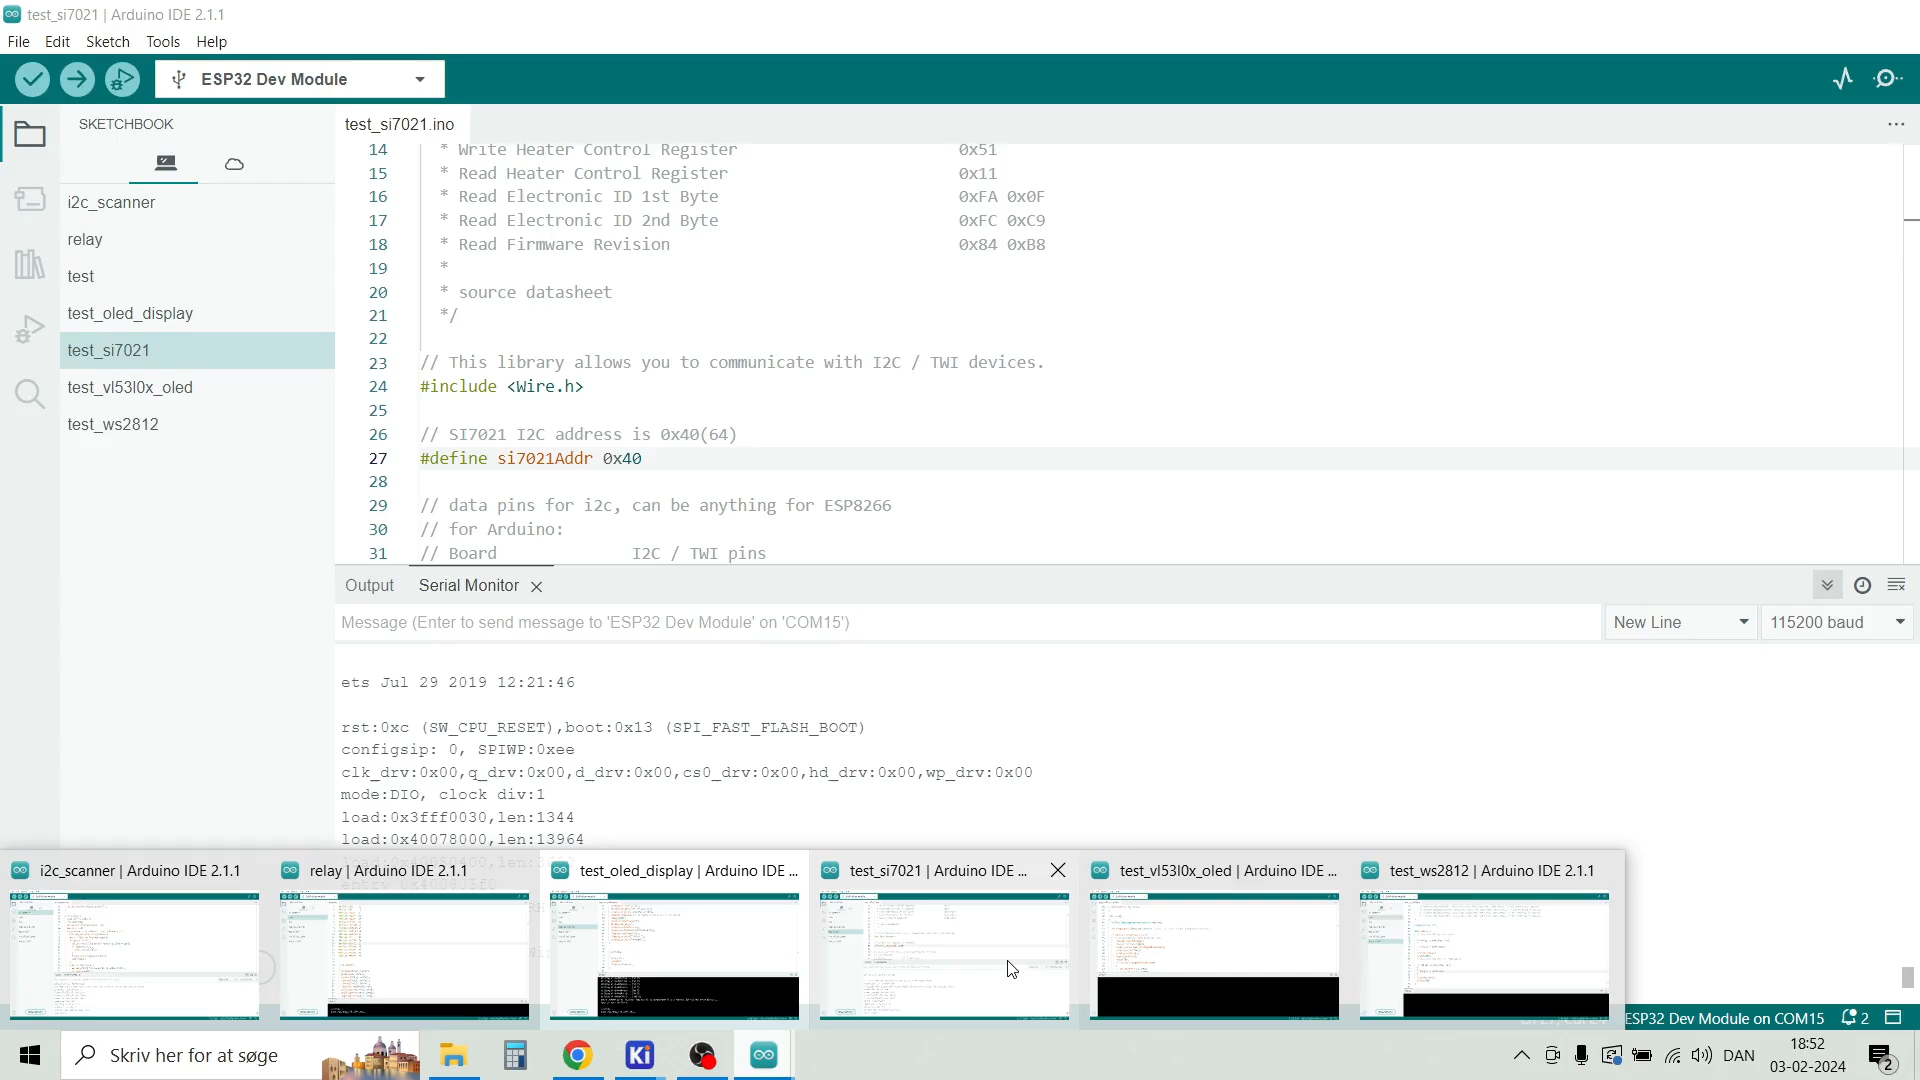 test_si7021 | Arduino IDE 2.1.1
File Edit Sketch Tools Help
ESP32 Dev Module
SKETCHBOOK
i2c_scanner
relay
test
test_oled_display
test_si7021
test_vl53l0x_oled
test_ws2812
test_si7021.ino
14 * Write Heater Control Register 0x51
15 * Read Heater Control Register 0x11
16 * Read Electronic ID 1st Byte 0xFA 0x0F
17 * Read Electronic ID 2nd Byte 0xFC 0xC9
18 * Read Firmware Revision 0x84 0xB8
19 *
20 * source datasheet
21 */
22
23 // This library allows you to communicate with I2C / TWI devices.
24 #include <Wire.h>
25
26 // SI7021 I2C address is 0x40(64)
27 #define si7021Addr 0x40
28
29 // data pins for i2c, can be anything for ESP8266
30 // for Arduino:
31 // Board I2C / TWI pins
Output Serial Monitor
Message (Enter to send message to 'ESP32 Dev Module' on 'COM15')
New Line 115200 baud
ets Jul 29 2019 12:21:46
rst:0xc (SW_CPU_RESET),boot:0x13 (SPI_FAST_FLASH_BOOT)
configsip: 0, SPIWP:0xee
clk_drv:0x00,q_drv:0x00,d_drv:0x00,cs0_drv:0x00,hd_drv:0x00,wp_drv:0x00
mode:DIO, clock div:1
load:0x3fff0030,len:1344
load:0x40078000,len:13964
i2c_scanner | Arduino IDE 2.1.1
relay | Arduino IDE 2.1.1
test_oled_display | Arduino IDE ...
test_si7021 | Arduino IDE ...
test_vl53l0x_oled | Arduino IDE ...
test_ws2812 | Arduino IDE 2.1.1
ESP32 Dev Module on COM15 2
Skriv her for at søge
Ki
DAN
18:52
03-02-2024
2